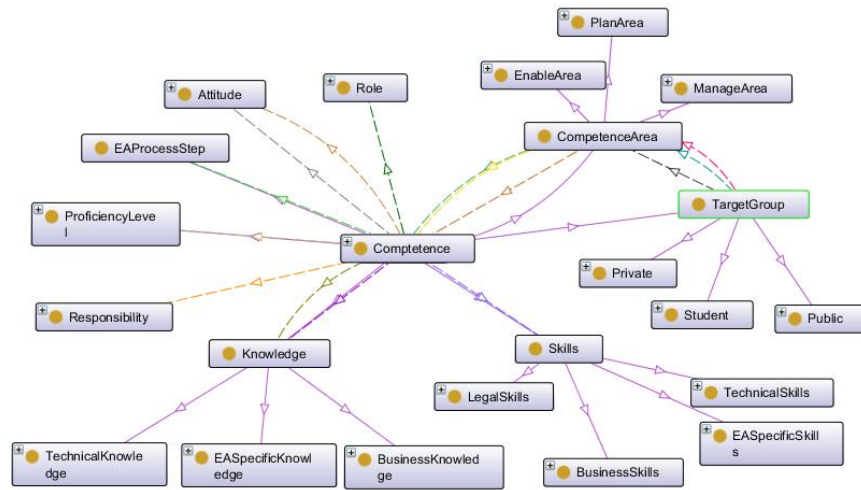 PlanArea
EnableArea
ManageArea
Attitude
Role
CompetenceArea
EAProcessStep
TargetGroup
ProficiencyLeve
l
Comptetence
Private
Responsibility
Student
Public
Knowledge
Skills
LegalSkills
TechnicalSkills
TechnicalKnowle
dge
EASpecificKnowl
edge
BusinessKnowled
ge
BusinessSkills
EASpecificSkill
s